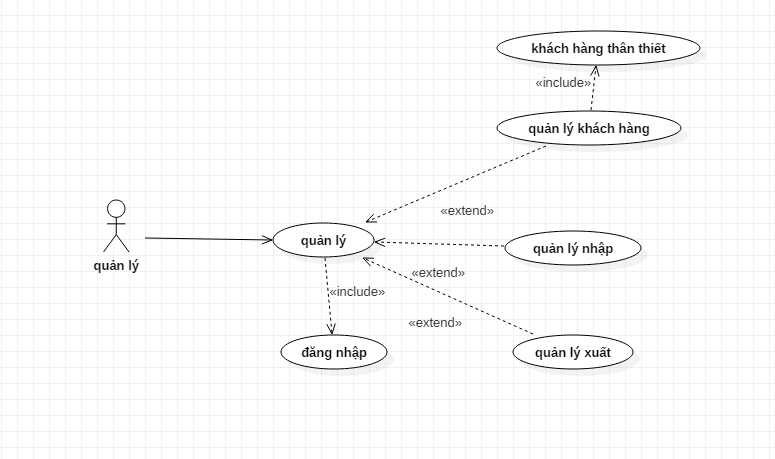 khách hàng thân thiết
«include»
quản lý khách hàng
«extend»
quản lý
quản lý nhập
quản lý
«extend»
«include»
«extend»
đăng nhập
quản lý xuất